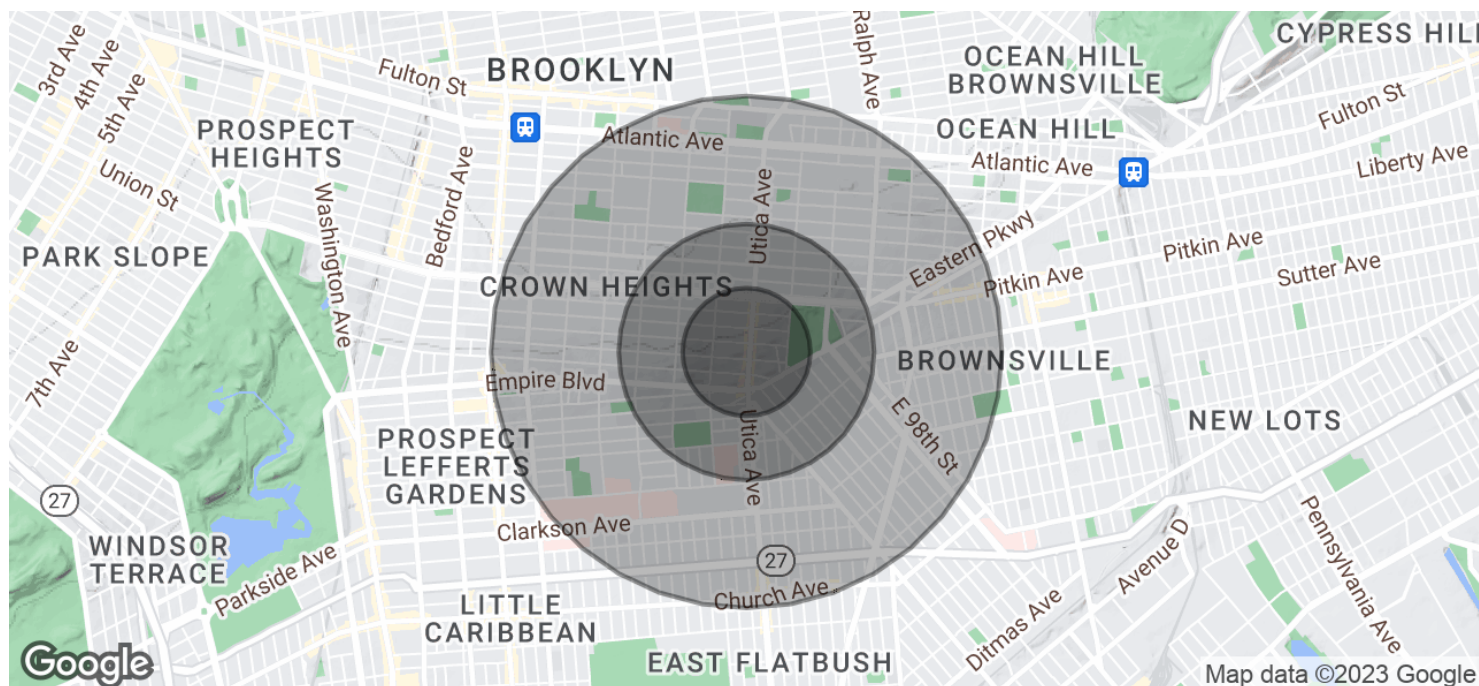 3rd Ave
4th Ave
5th Ave
Fulton St
BROOKLYN
Ralph Ave
OCEAN HILL
BROWNSVILLE
CYPRESS HILL
Fulton St
PROSPECT
HEIGHTS
Atlantic Ave
OCEAN HILL
Atlantic Ave
Liberty Ave
Union St
Washington Ave
Bedford Ave
Utica Ave
Eastern Pkwy
Pitkin Ave
Pitkin Ave
Sutter Ave
PARK SLOPE
CROWN HEIGHTS
7th Ave
Empire Blvd
BROWNSVILLE
E 98th St
NEW LOTS
PROSPECT
LEFFERTS
GARDENS
Utica Ave
27
Clarkson Ave
WINDSOR
TERRACE
Parkside Ave
27
Church Ave
LITTLE
CARIBBEAN
Avenue D
Ditmas Ave
Pennsylvania Ave
EAST FLATBUSH
Google
Map data ©2023 Google